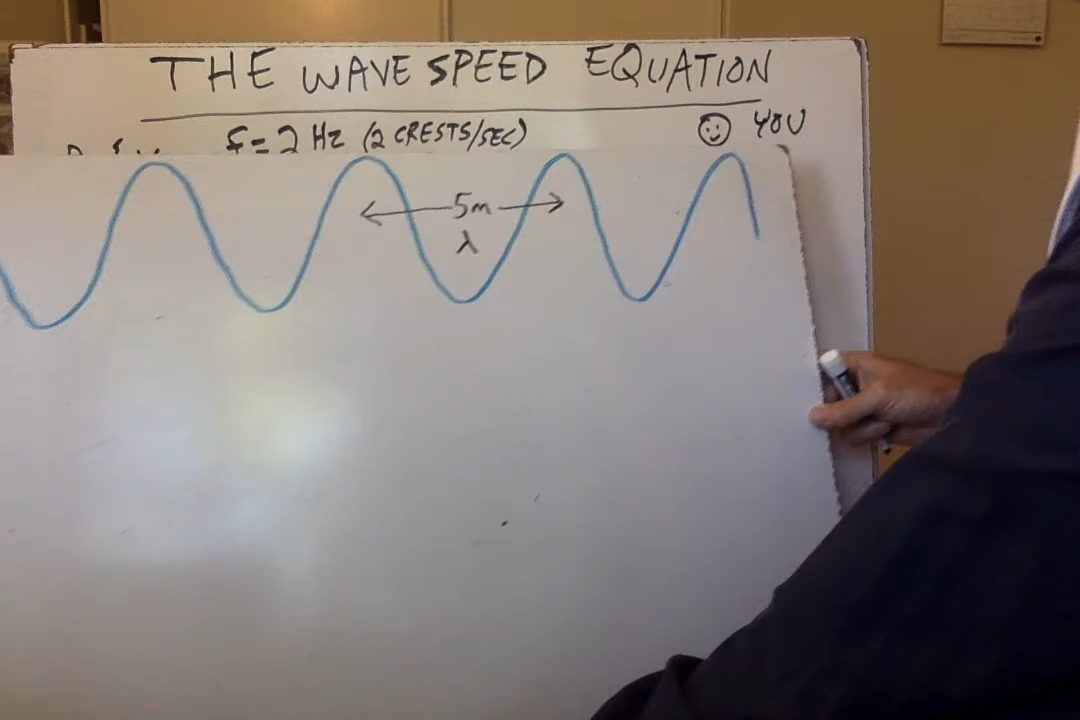 THE WAVE SPEED EQUATION
f = 2 Hz (2 CRESTS/SEC)
YOU
5m
λ